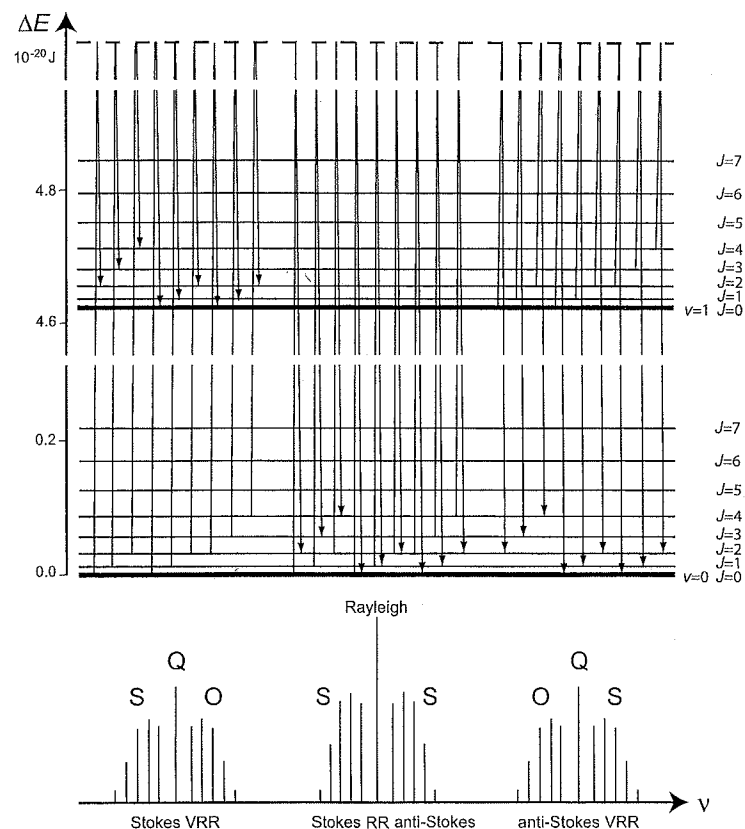 ΔE
10⁻²⁰ J
J=7
4.8
J=6
J=5
J=4
J=3
J=2
J=1
v=1 J=0
4.6
J=7
0.2
J=6
J=5
J=4
J=3
J=2
J=1
0.0
v=0 J=0
Rayleigh
Q Q
S O S S O S
ν
Stokes VRR Stokes RR anti-Stokes anti-Stokes VRR